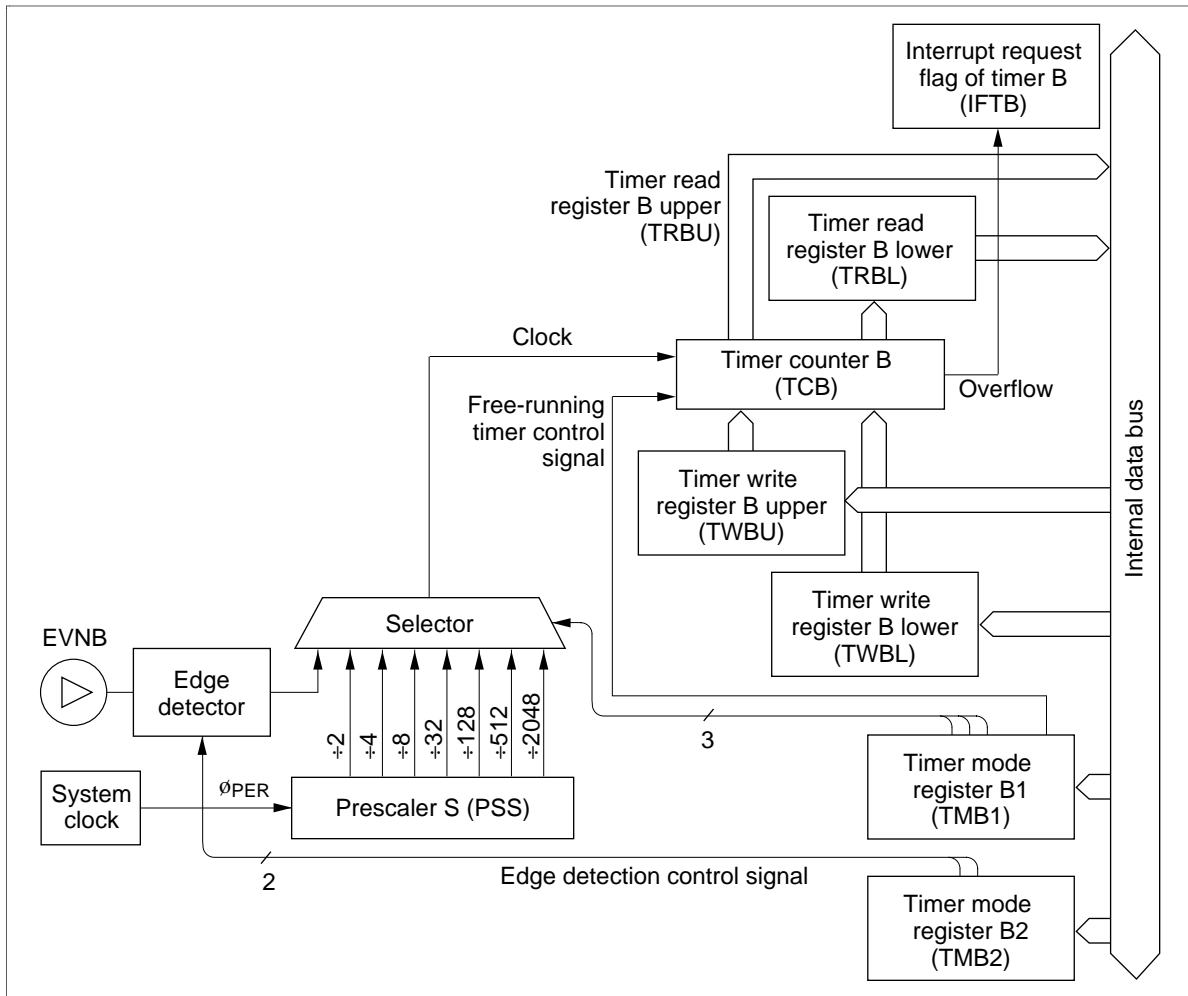 Interrupt request
flag of timer B
(IFTB)
Timer read
register B upper
(TRBU)
Timer read
register B lower
(TRBL)
Clock
Timer counter B
(TCB)
Overflow
Free-running
timer control
signal
Timer write
register B upper
(TWBU)
Internal data bus
Timer write
register B lower
(TWBL)
Selector
EVNB
Edge
detector
÷2
÷4
÷8
÷32
÷128
÷512
÷2048
3
System
clock
øPER
Prescaler S (PSS)
Timer mode
register B1
(TMB1)
2
Edge detection control signal
Timer mode
register B2
(TMB2)